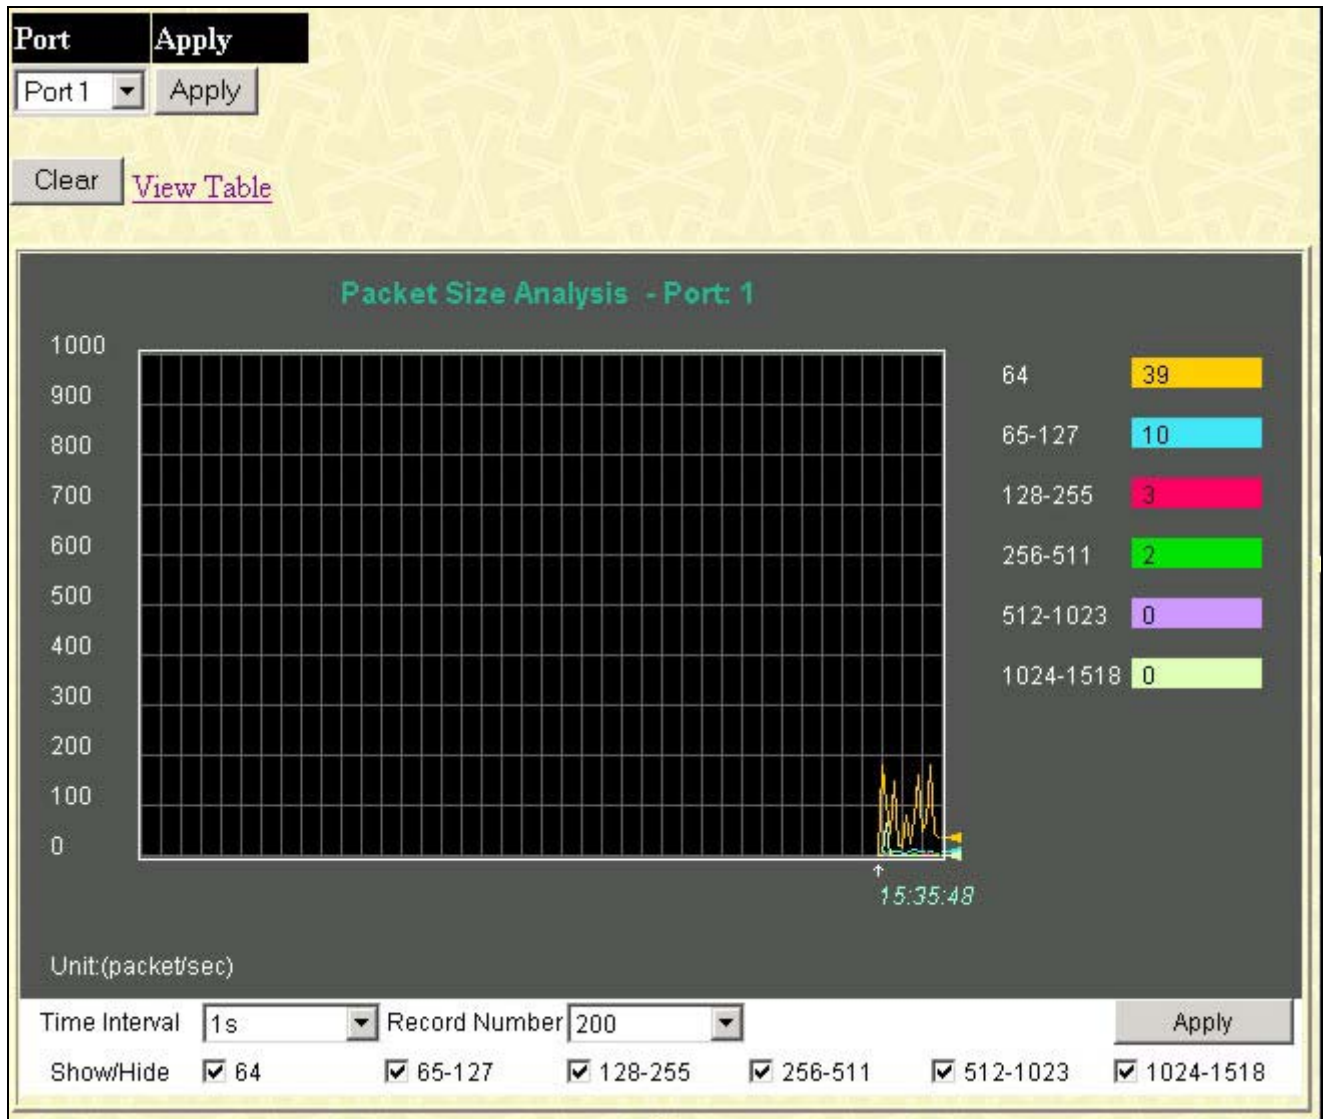 Port Apply
Port 1 Apply
Clear View Table
Packet Size Analysis - Port: 1
1000
900
800
700
600
500
400
300
200
100
0
64 39
65-127 10
128-255 3
256-511 2
512-1023 0
1024-1518 0
15:35:48
Unit:(packet/sec)
Time Interval 1s Record Number 200 Apply
Show/Hide 64 65-127 128-255 256-511 512-1023 1024-1518